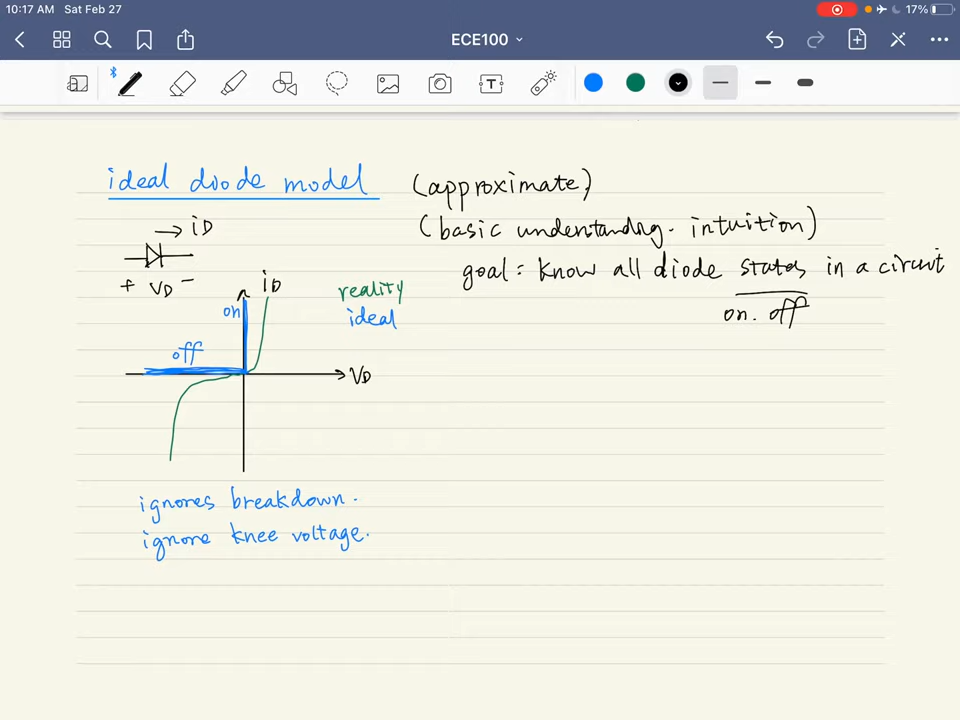 10:17 AM Sat Feb 27
17%
ECE100
T
ideal diode model (approximate)
(basic understanding. intuition)
goal: know all diode states in a circuit
on. off
iD
+ VD -
iD
reality
ideal
on
off
VD
ignores breakdown.
ignore knee voltage.